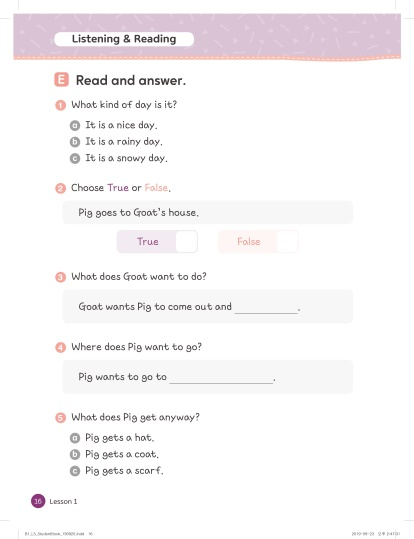 Listening & Reading
E Read and answer.
1 What kind of day is it?
a It is a nice day.
b It is a rainy day.
c It is a snowy day.
2 Choose True or False.
Pig goes to Goat's house.
True False
3 What does Goat want to do?
Goat wants Pig to come out and ____________.
4 Where does Pig want to go?
Pig wants to go to ____________________.
5 What does Pig get anyway?
a Pig gets a hat.
b Pig gets a coat.
c Pig gets a scarf.
16 Lesson 1